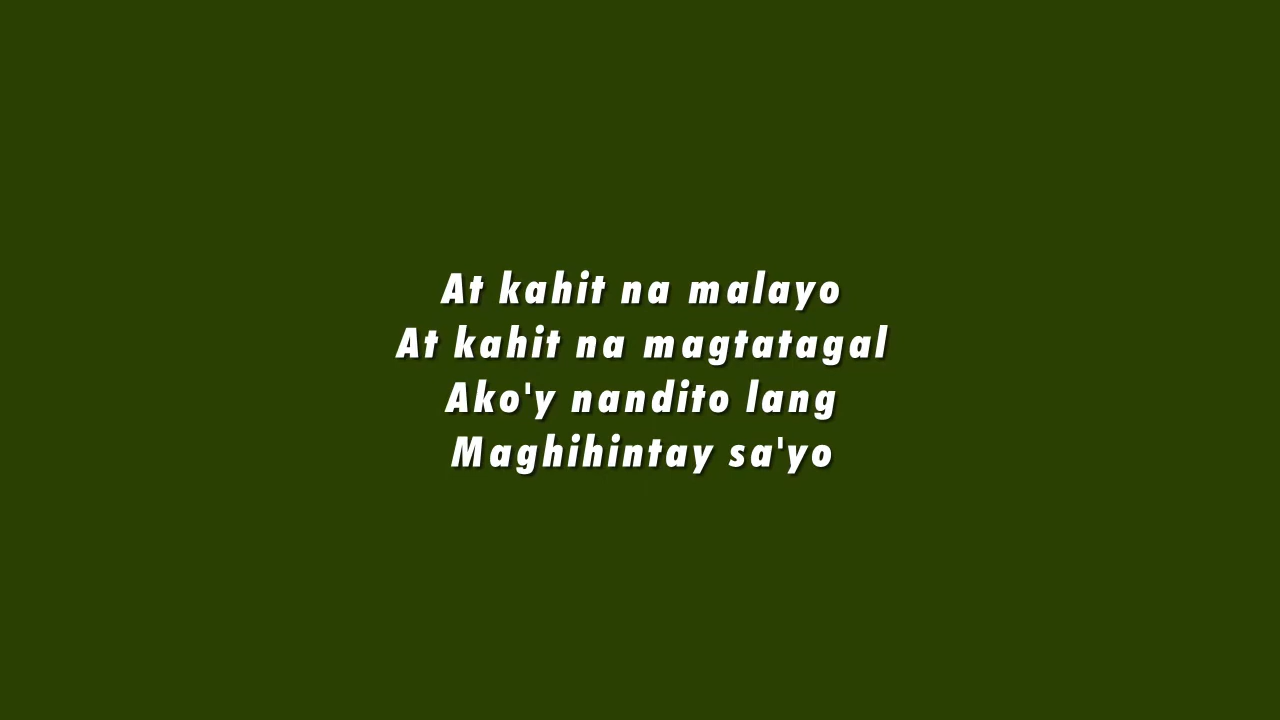 At kahit na malayo
At kahit na magtatagal
Ako'y nandito lang
Maghihintay sa'yo